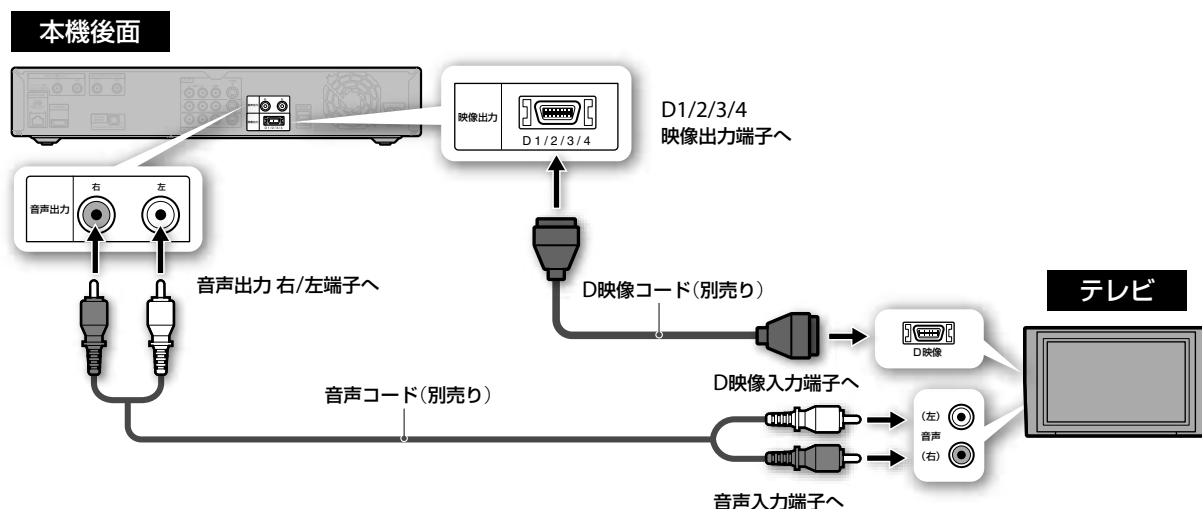 本機後面
映像出力
D1/2/3/4
D1/2/3/4
映像出力端子へ
右
左
音声出力
音声出力 右/左端子へ
D映像コード(別売り)
テレビ
D映像
D映像入力端子へ
音声コード(別売り)
(左)
音声
(右)
音声入力端子へ